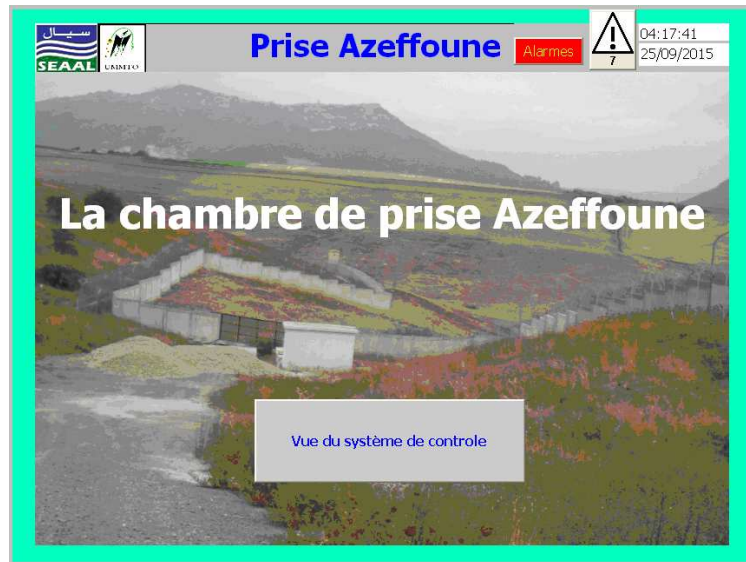 سيال
SEAAL
UMMTO
Prise Azeffoune
Alarmes
7
04:17:41
25/09/2015
La chambre de prise Azeffoune
Vue du système de controle